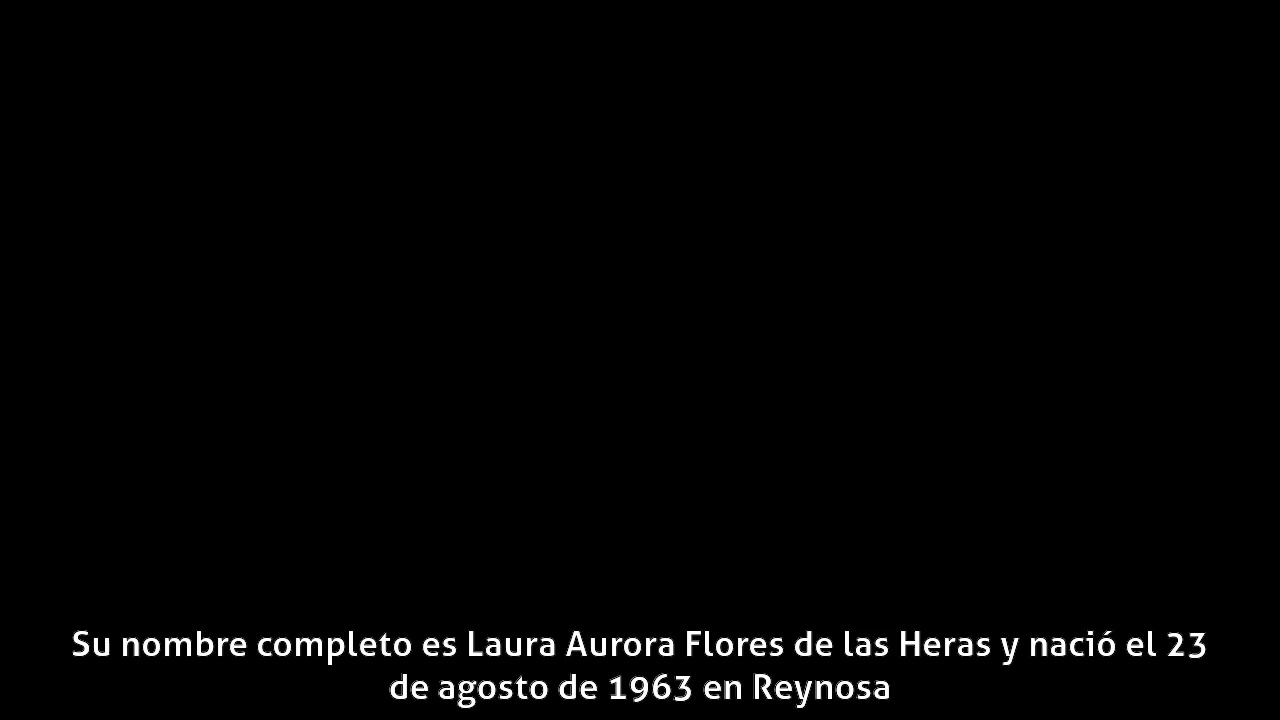 Su nombre completo es Laura Aurora Flores de las Heras y nació el 23
de agosto de 1963 en Reynosa